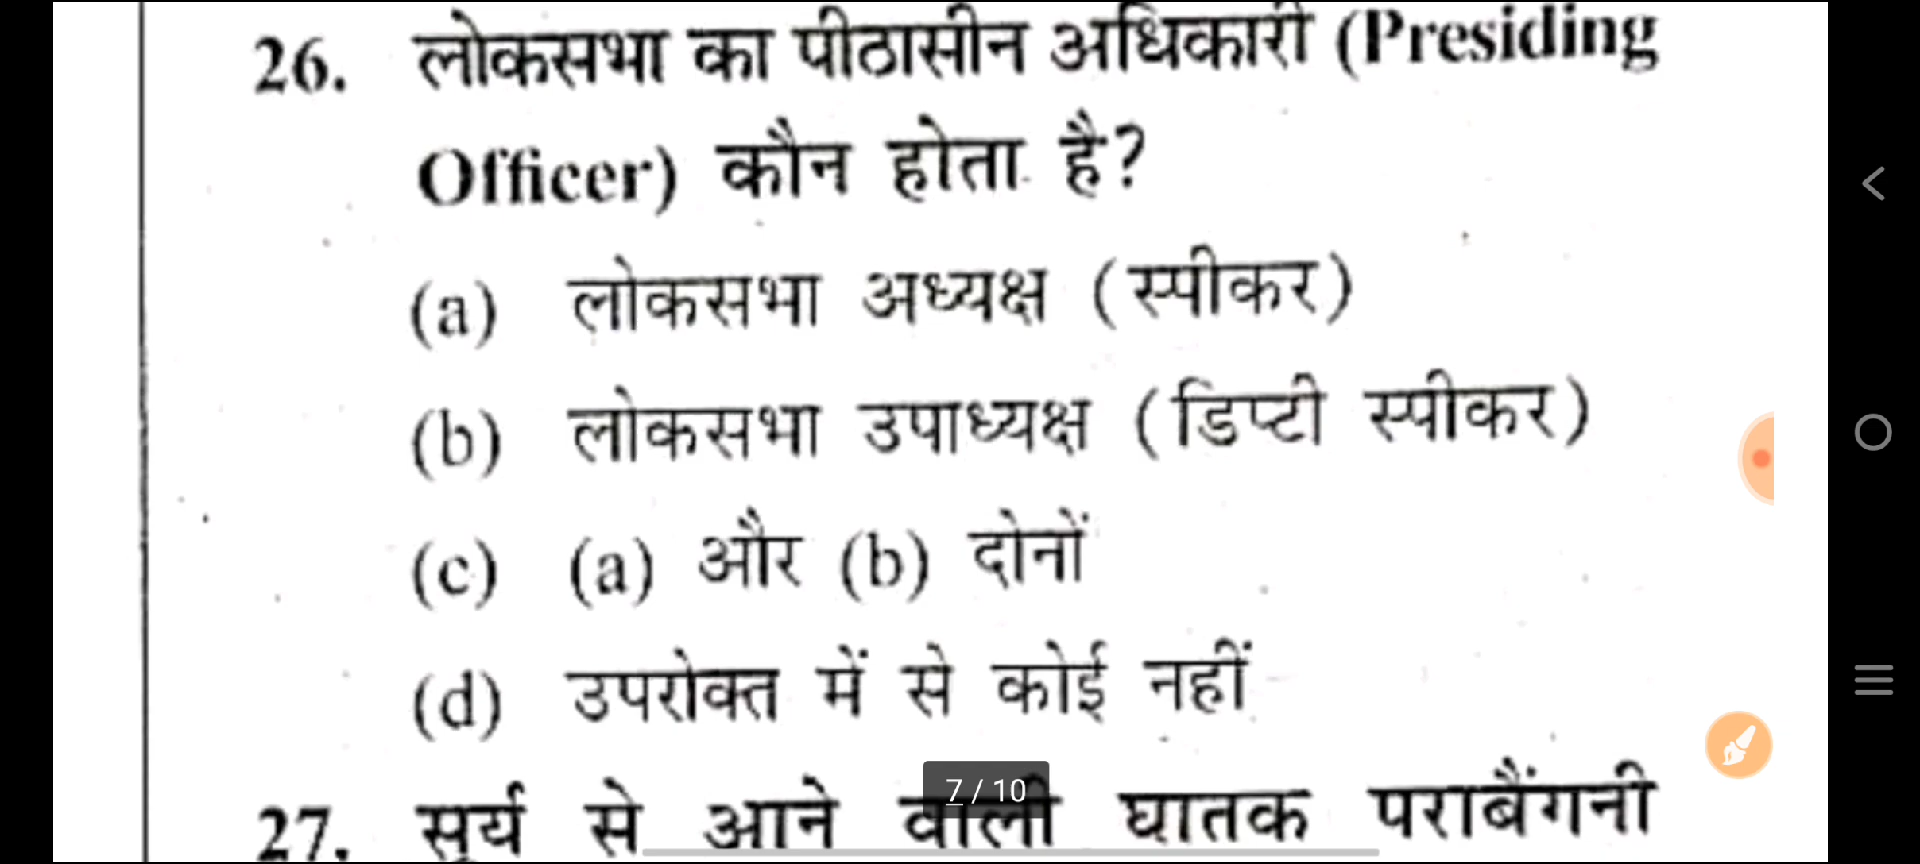 26. लोकसभा का पीठासीन अधिकारी (Presiding
Officer) कौन होता है?
(a) लोकसभा अध्यक्ष (स्पीकर)
(b) लोकसभा उपाध्यक्ष (डिप्टी स्पीकर)
(c) (a) और (b) दोनों
(d) उपरोक्त में से कोई नहीं
7 / 10
27. सूर्य से आने वाली घातक पराबैंगनी